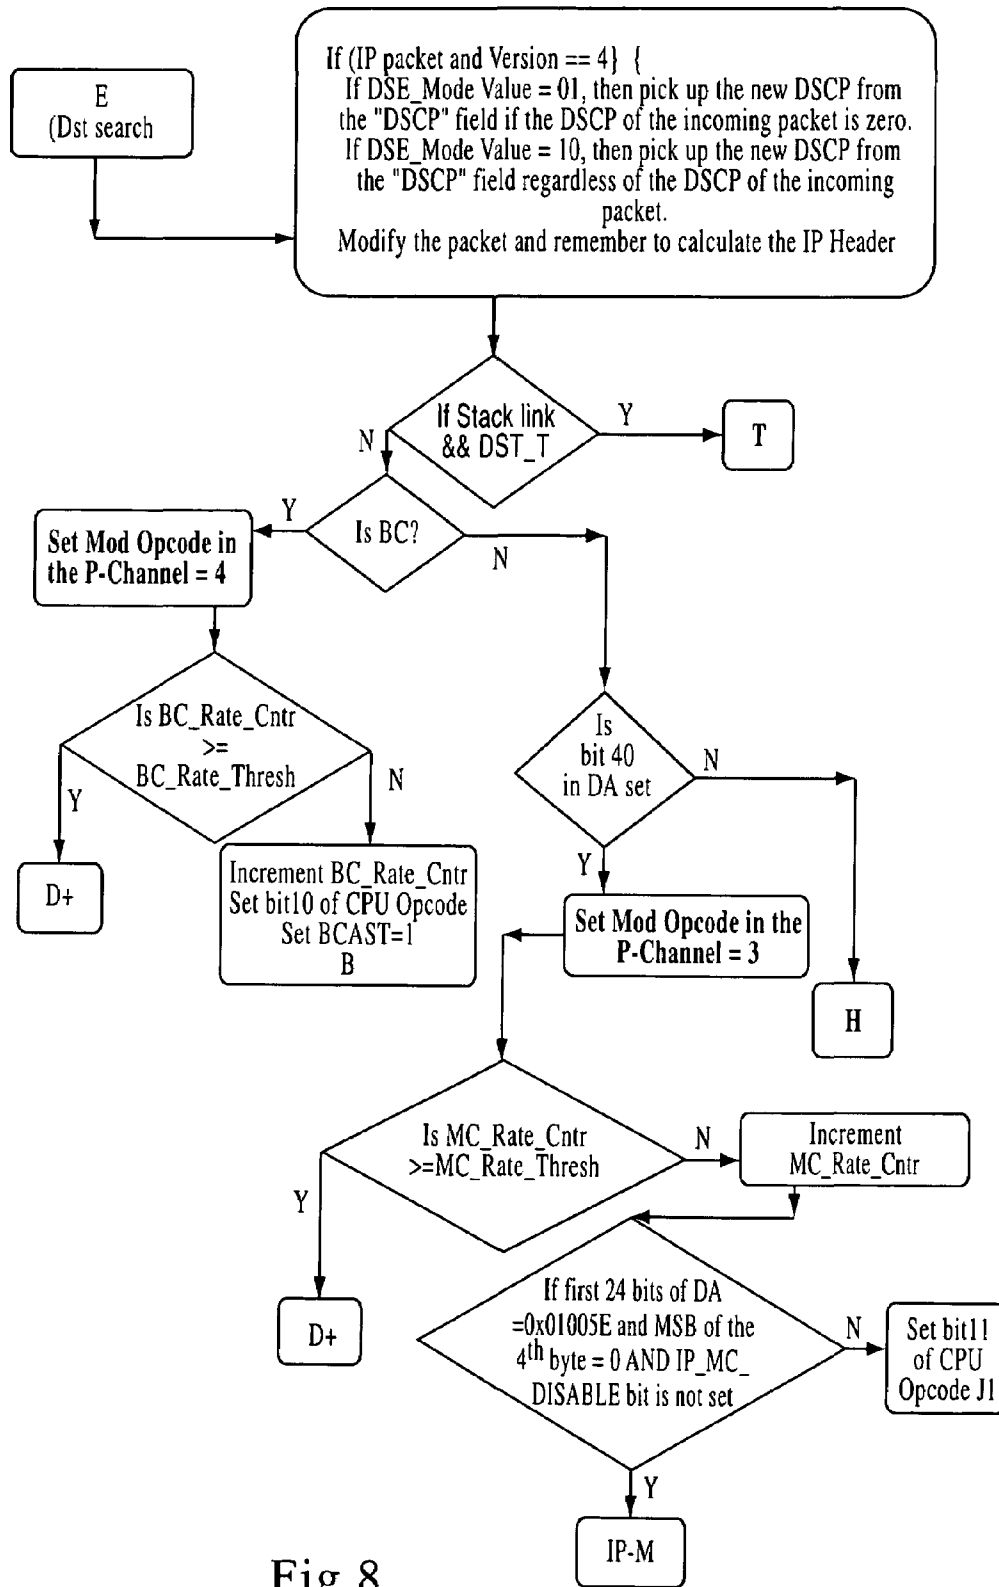 E
(Dst search
If (IP packet and Version == 4} {
If DSE_Mode Value = 01, then pick up the new DSCP from
the "DSCP" field if the DSCP of the incoming packet is zero.
If DSE_Mode Value = 10, then pick up the new DSCP from
the "DSCP" field regardless of the DSCP of the incoming
packet.
Modify the packet and remember to calculate the IP Header
If Stack link
&& DST_T
Y
T
N
Is BC?
Y
N
Set Mod Opcode in
the P-Channel = 4
Is BC_Rate_Cntr
>=
BC_Rate_Thresh
Y
N
D+
Increment BC_Rate_Cntr
Set bit10 of CPU Opcode
Set BCAST=1
B
Is
bit 40
in DA set
N
Y
H
Set Mod Opcode in the
P-Channel = 3
Is MC_Rate_Cntr
>=MC_Rate_Thresh
N
Y
Increment
MC_Rate_Cntr
D+
If first 24 bits of DA
=0x01005E and MSB of the
4th byte = 0 AND IP_MC_
DISABLE bit is not set
N
Set bit11
of CPU
Opcode J1
Y
IP-M
Fig.8